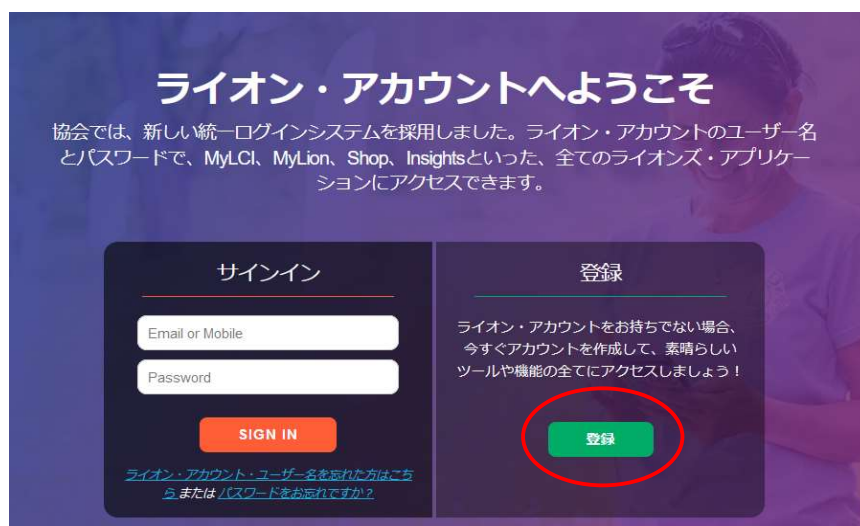 ライオン・アカウントへようこそ
協会では、新しい統一ログインシステムを採用しました。ライオン・アカウントのユーザー名
とパスワードで、MyLCI、MyLion、Shop、Insightsといった、全てのライオンズ・アプリケー
ションにアクセスできます。
サインイン
Email or Mobile
Password
SIGN IN
ライオン・アカウント・ユーザー名を忘れた方はこち
ら または パスワードをお忘れですか？
登録
ライオン・アカウントをお持ちでない場合、
今すぐアカウントを作成して、素晴らしい
ツールや機能の全てにアクセスしましょう！
登録